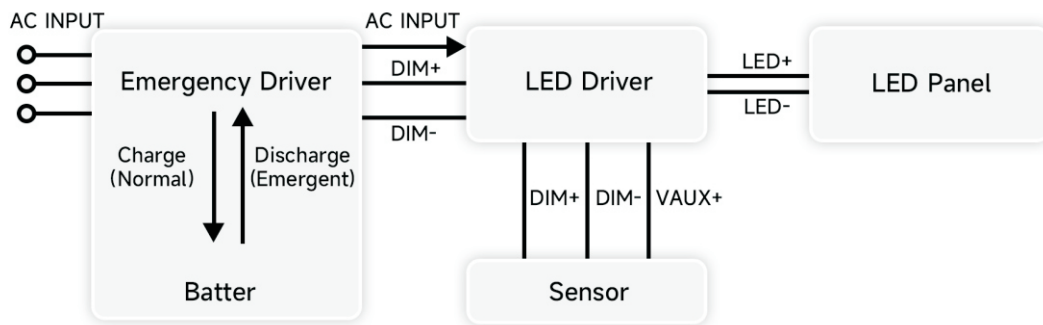 AC INPUT
Emergency Driver
Charge
(Normal)
Discharge
(Emergent)
Batter
AC INPUT
DIM+
DIM-
LED Driver
DIM+
DIM-
VAUX+
Sensor
LED+
LED-
LED Panel